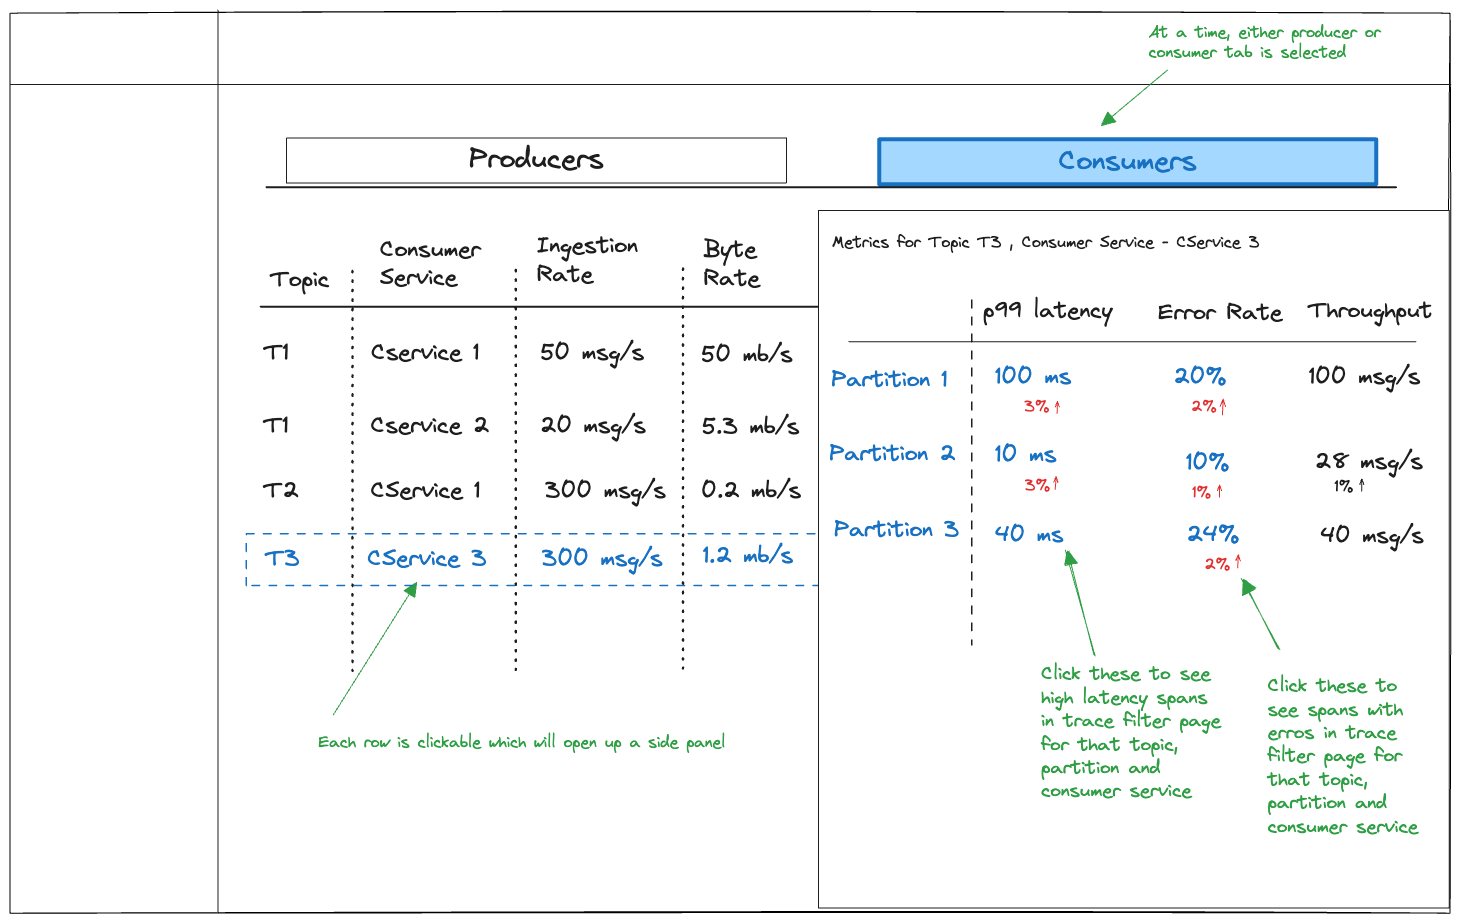 At a time, either producer or
consumer tab is selected
Producers
Consumers
Topic
Consumer
Service
Ingestion
Rate
Byte
Rate
T1 Cservice 1 50 msg/s 50 mb/s
T1 Cservice 2 20 msg/s 5.3 mb/s
T2 CService 1 300 msg/s 0.2 mb/s
T3 CService 3 300 msg/s 1.2 mb/s
Each row is clickable which will open up a side panel
Metrics for Topic T3 , Consumer Service - CService 3
p99 latency Error Rate Throughput
Partition 1 100 ms 20% 100 msg/s
3%↑ 2%↑
Partition 2 10 ms 10% 28 msg/s
3%↑ 1%↑ 1%↑
Partition 3 40 ms 24% 40 msg/s
2%↑
Click these to see
high latency spans
in trace filter page
for that topic,
partition and
consumer service
Click these to
see spans with
erros in trace
filter page for
that topic,
partition and
consumer service